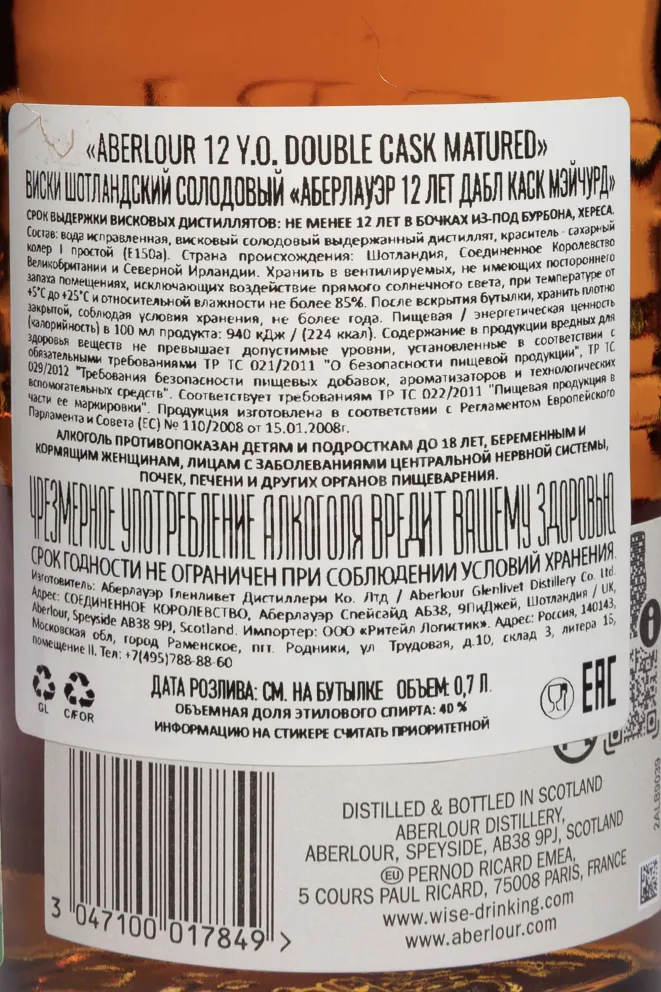 «ABERLOUR 12 Y.O. DOUBLE CASK MATURED»
ВИСКИ ШОТЛАНДСКИЙ СОЛОДОВЫЙ «АБЕРЛАУЭР 12 ЛЕТ ДАБЛ КАСК МЭЙЧУРД»
СРОК ВЫДЕРЖКИ ВИСКОВЫХ ДИСТИЛЛЯТОВ: НЕ МЕНЕЕ 12 ЛЕТ В БОЧКАХ ИЗ-ПОД БУРБОНА, ХЕРЕСА.
Состав: вода исправленная, висковый солодовый выдержанный дистиллят, краситель - сахарный
колер I простой (Е150а). Страна происхождения: Шотландия, Соединенное Королевство
Великобритании и Северной Ирландии. Хранить в вентилируемых, не имеющих постороннего
запаха помещениях, исключающих воздействие прямого солнечного света, при температуре от
+5°С до +25°С и относительной влажности не более 85%. После вскрытия бутылки, хранить плотно
закрытой, соблюдая условия хранения, не более года. Пищевая / энергетическая ценность
(калорийность) в 100 мл продукта: 940 кДж / (224 ккал). Содержание в продукции вредных для
здоровья веществ не превышает допустимые уровни, установленные в соответствии с
обязательными требованиями ТР ТС 021/2011 "О безопасности пищевой продукции", ТР ТС
029/2012 "Требования безопасности пищевых добавок, ароматизаторов и технологических
вспомогательных средств". Соответствует требованиям ТР ТС 022/2011 "Пищевая продукция в
части ее маркировки". Продукция изготовлена в соответствии с Регламентом Европейского
Парламента и Совета (ЕС) № 110/2008 от 15.01.2008г.
АЛКОГОЛЬ ПРОТИВОПОКАЗАН ДЕТЯМ И ПОДРОСТКАМ ДО 18 ЛЕТ, БЕРЕМЕННЫМ И
КОРМЯЩИМ ЖЕНЩИНАМ, ЛИЦАМ С ЗАБОЛЕВАНИЯМИ ЦЕНТРАЛЬНОЙ НЕРВНОЙ СИСТЕМЫ,
ПОЧЕК, ПЕЧЕНИ И ДРУГИХ ОРГАНОВ ПИЩЕВАРЕНИЯ.
ЧРЕЗМЕРНОЕ УПОТРЕБЛЕНИЕ АЛКОГОЛЯ ВРЕДИТ ВАШЕМУ ЗДОРОВЬЮ
СРОК ГОДНОСТИ НЕ ОГРАНИЧЕН ПРИ СОБЛЮДЕНИИ УСЛОВИЙ ХРАНЕНИЯ.
Изготовитель: Аберлауэр Гленливет Дистиллери Ко. Лтд / Aberlour Glenlivet Distillery Co. Ltd.
Адрес: СОЕДИНЕННОЕ КОРОЛЕВСТВО, Аберлауэр Спейсайд АБ38, 9ПиДжей, Шотландия / UK,
Aberlour, Speyside AB38 9PJ, Scotland. Импортер: ООО «Ритейл Логистик». Адрес: Россия, 140143,
Московская обл, город Раменское, пгт. Родники, ул Трудовая, д.10, склад 3, литера 1Б,
помещение II. Тел: +7(495)788-88-60
GL
C/FOR
ДАТА РОЗЛИВА: СМ. НА БУТЫЛКЕ ОБЪЕМ: 0,7 Л.
ОБЪЕМНАЯ ДОЛЯ ЭТИЛОВОГО СПИРТА: 40 %
ИНФОРМАЦИЮ НА СТИКЕРЕ СЧИТАТЬ ПРИОРИТЕТНОЙ
EAC
DISTILLED & BOTTLED IN SCOTLAND
ABERLOUR DISTILLERY,
ABERLOUR, SPEYSIDE, AB38 9PJ, SCOTLAND
EU PERNOD RICARD EMEA,
5 COURS PAUL RICARD, 75008 PARIS, FRANCE
www.wise-drinking.com
www.aberlour.com
3 047100 017849 >
2ALB9039